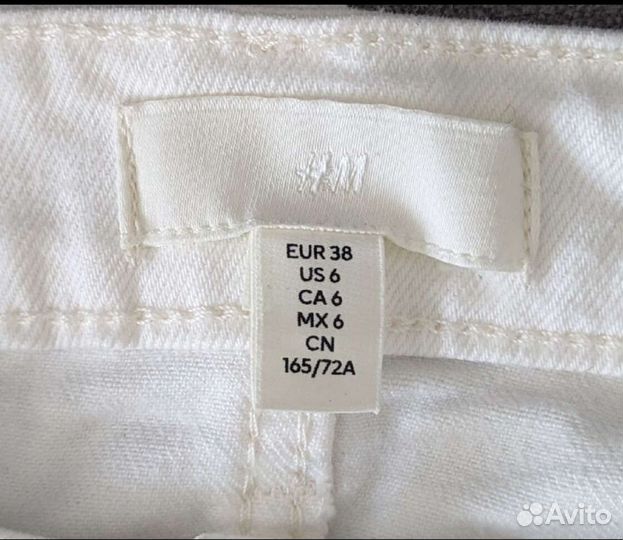 H&M
EUR 38
US 6
CA 6
MX 6
CN
165/72A
Avito